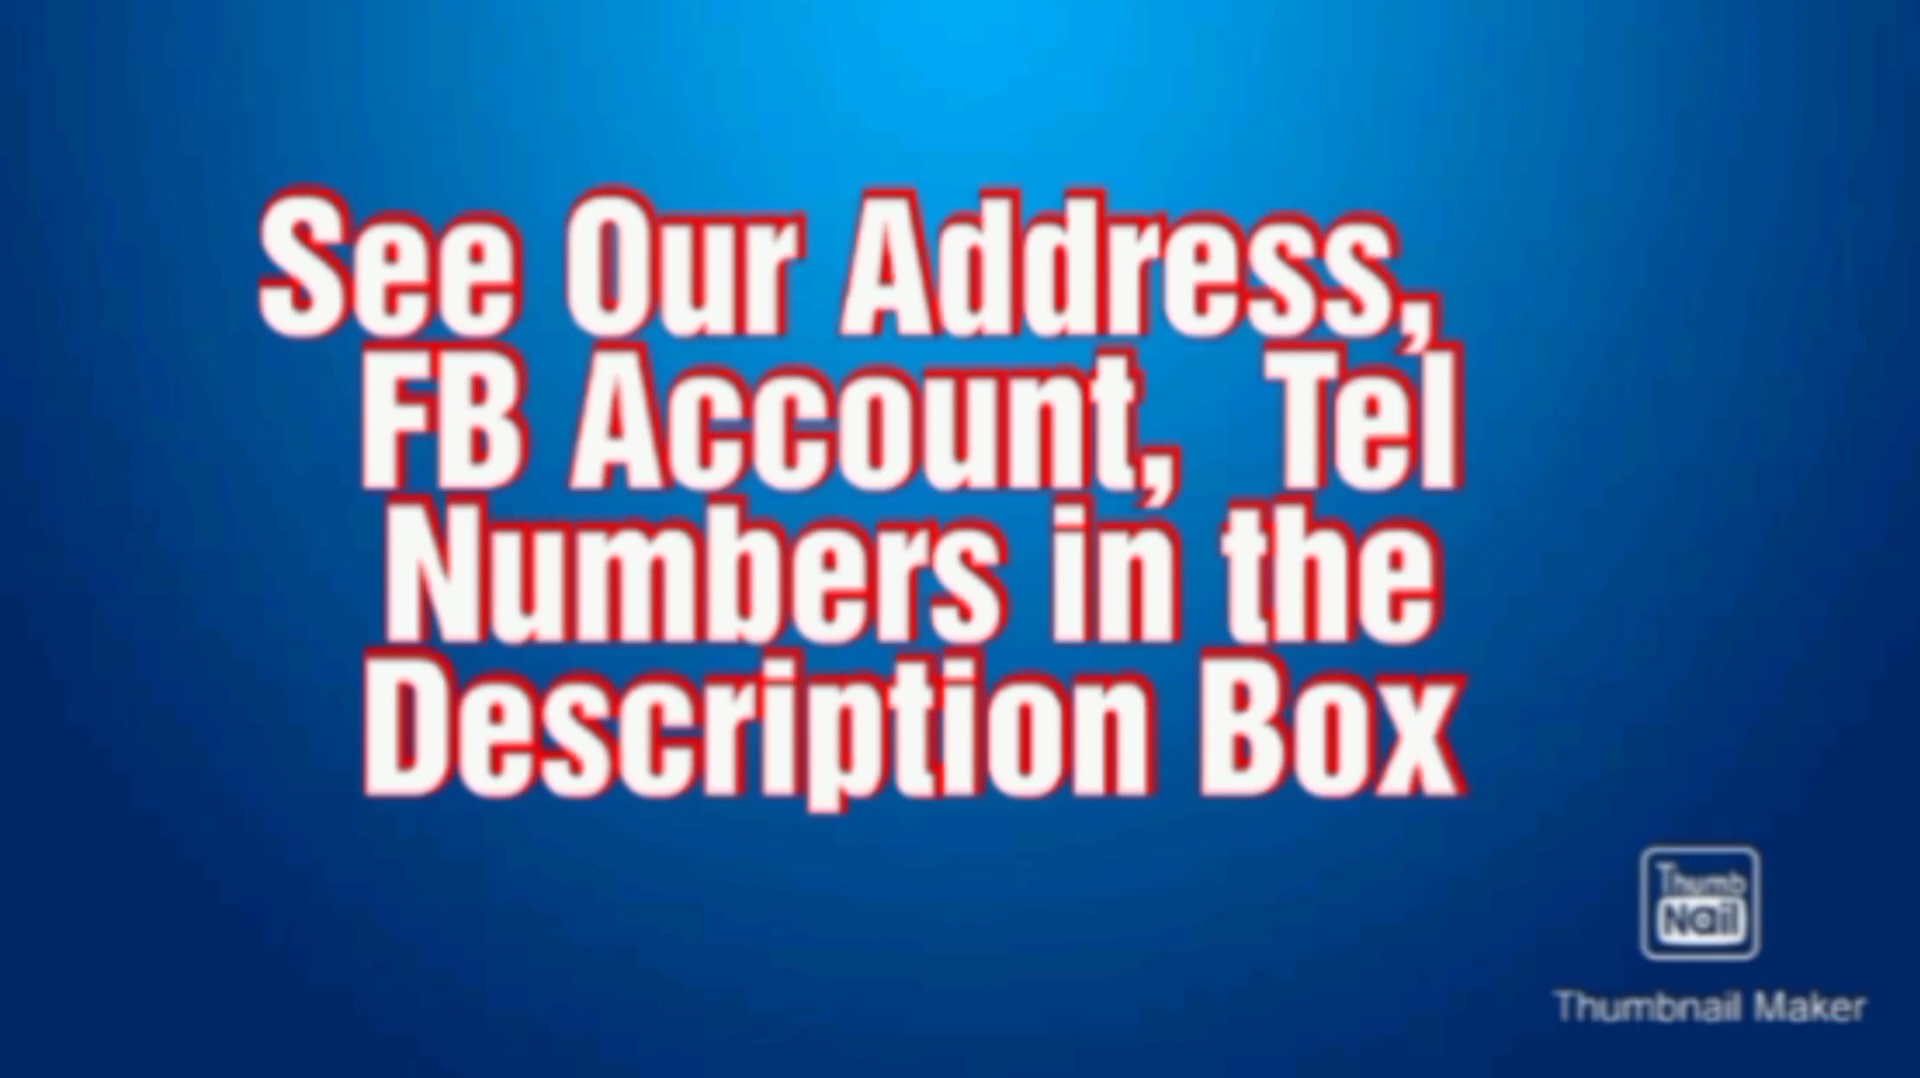 See Our Address,
FB Account, Tel
Numbers in the
Description Box
Thumb
Nail
Thumbnail Maker